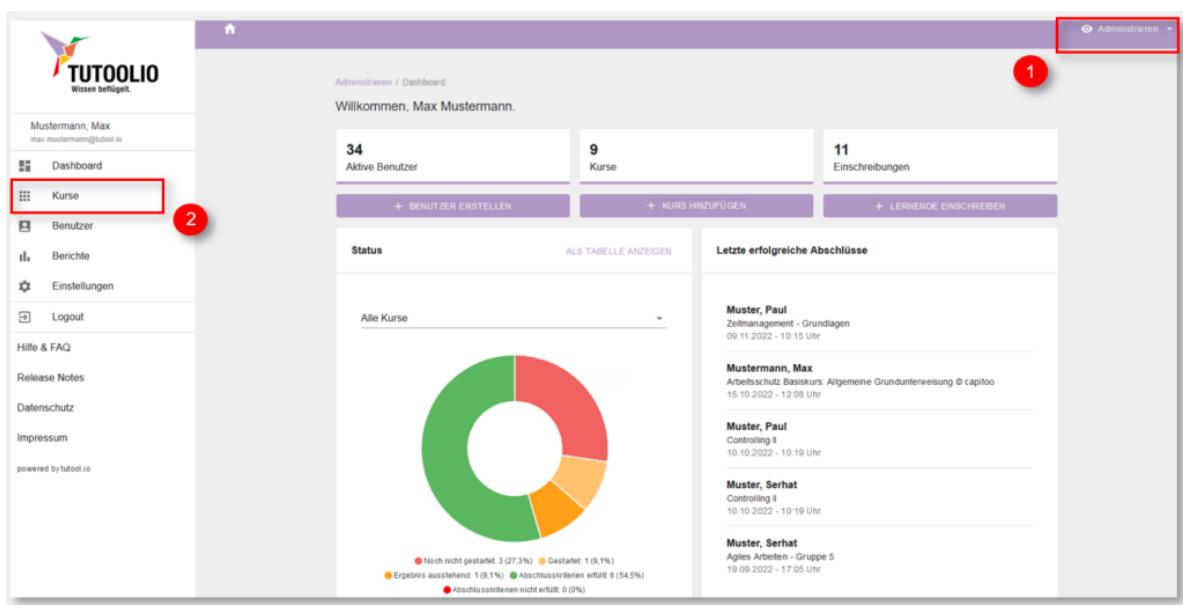 TUTOOLIO
Wissen beflügelt.
Mustermann, Max
max.mustermann@tutool.io
Dashboard
Kurse
2
Benutzer
Berichte
Einstellungen
Logout
Hilfe & FAQ
Release Notes
Datenschutz
Impressum
powered by tutool.io
Administrieren
1
Administrieren / Dashboard
Willkommen, Max Mustermann.
34
Aktive Benutzer
9
Kurse
11
Einschreibungen
+ BENUTZER ERSTELLEN
+ KURS HINZUFÜGEN
+ LERNENDE EINSCHREIBEN
Status
ALS TABELLE ANZEIGEN
Alle Kurse
Noch nicht gestartet: 3 (27,3%) Gestartet: 1 (9,1%)
Ergebnis ausstehend: 1 (9,1%) Abschlusskriterien erfüllt: 6 (54,5%)
Abschlusskriterien nicht erfüllt: 0 (0%)
Letzte erfolgreiche Abschlüsse
Muster, Paul
Zeitmanagement - Grundlagen
09.11.2022 - 10:15 Uhr
Mustermann, Max
Arbeitsschutz Basiskurs: Allgemeine Grundunterweisung © capitoo
15.10.2022 - 12:08 Uhr
Muster, Paul
Controlling II
10.10.2022 - 10:19 Uhr
Muster, Serhat
Controlling II
10.10.2022 - 10:19 Uhr
Muster, Serhat
Agiles Arbeiten - Gruppe 5
19.09.2022 - 17:05 Uhr